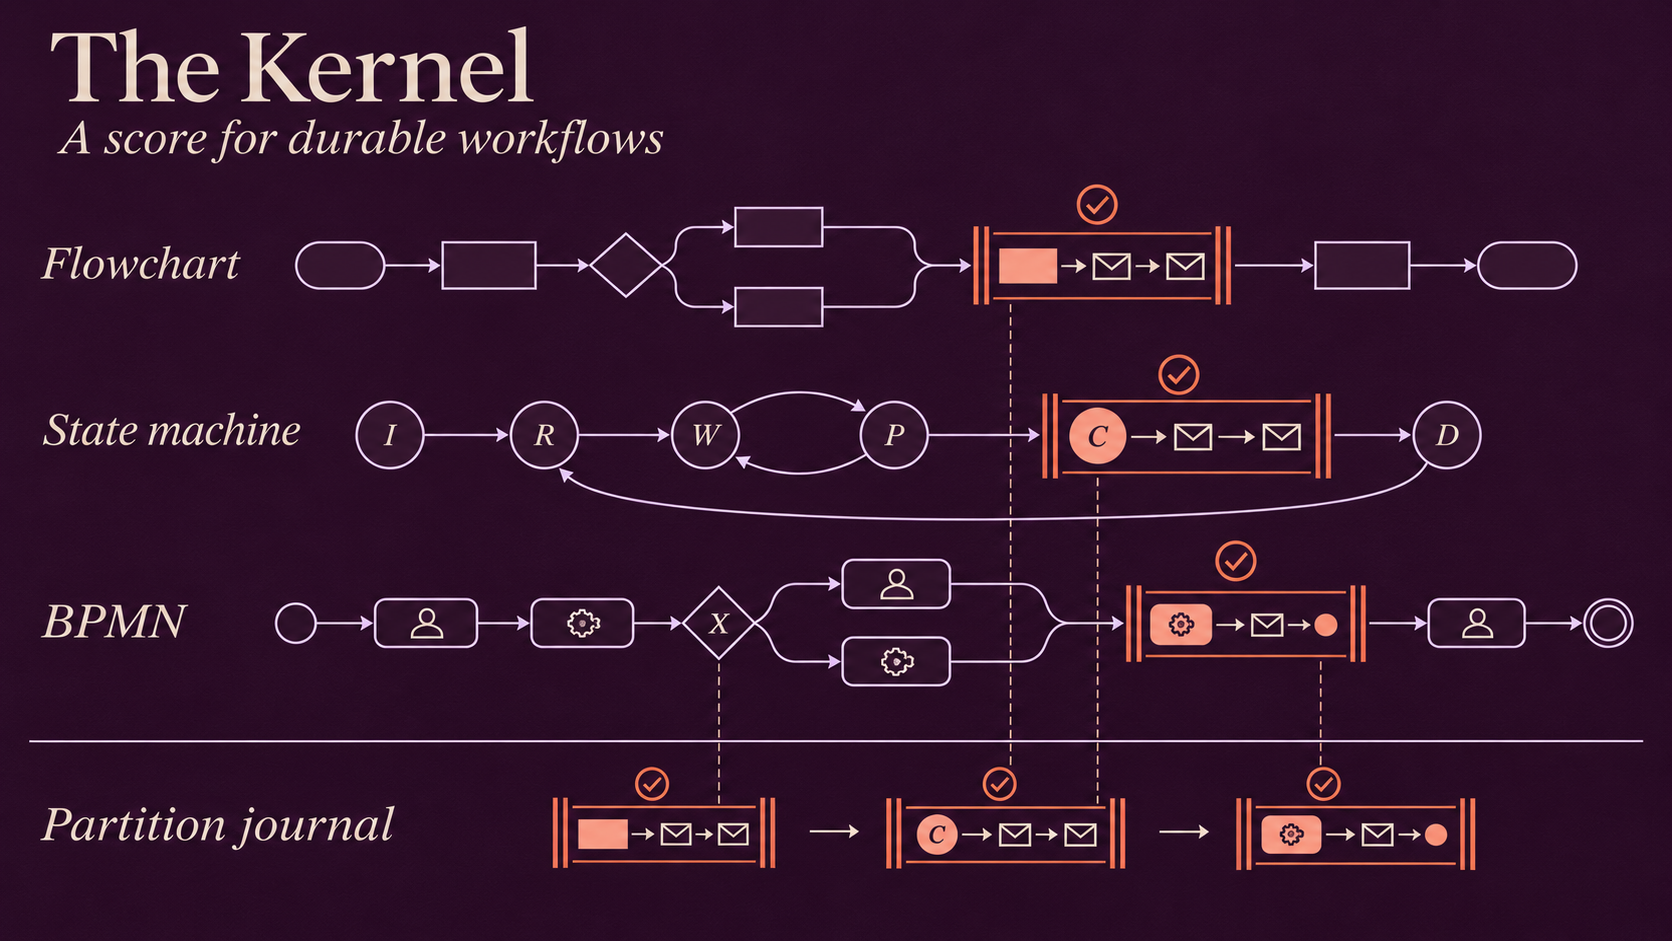 The Kernel
A score for durable workflows
Flowchart
State machine
I R W P C D
BPMN
X
Partition journal
C